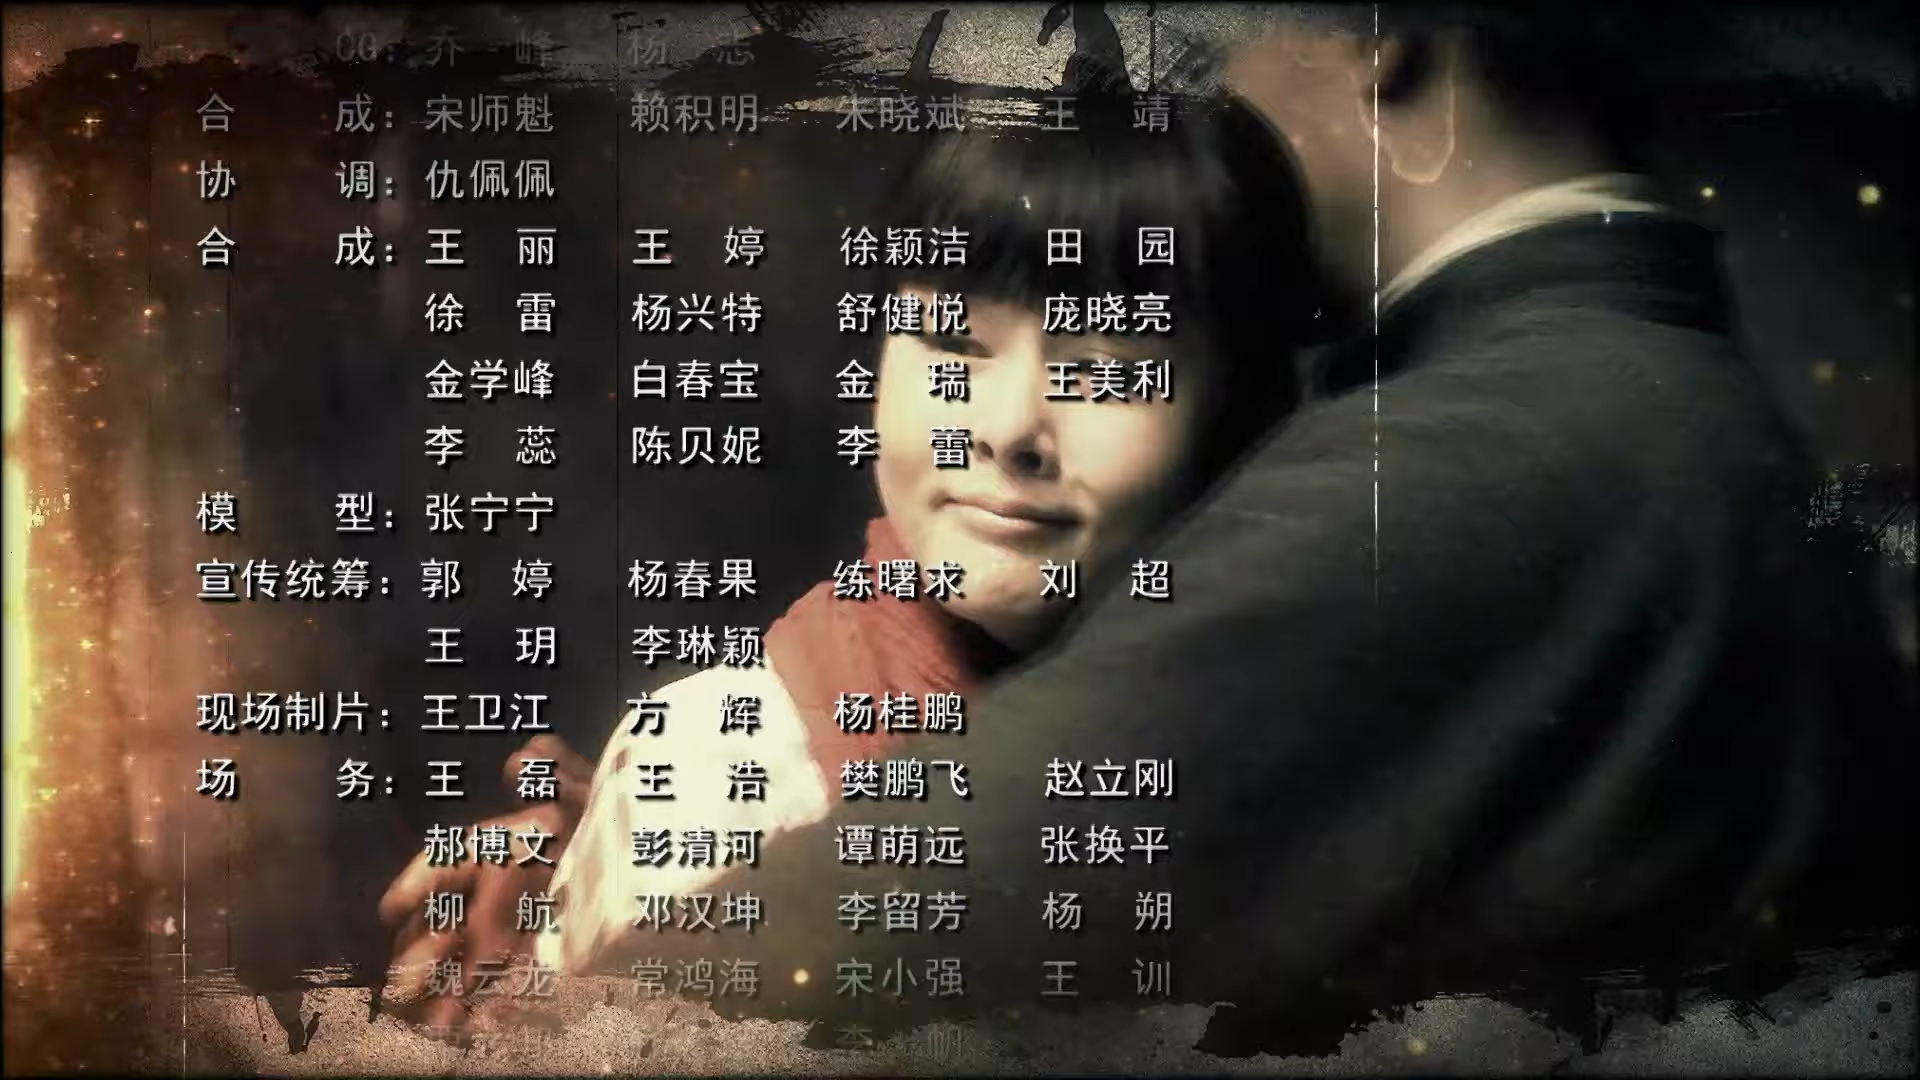 CG：乔峰 杨志
合成：宋师魁 赖积明 朱晓斌 王靖
协调：仇佩佩
合成：王丽 王婷 徐颖洁 田园
徐雷 杨兴特 舒健悦 庞晓亮
金学峰 白春宝 金瑞 王美利
李蕊 陈贝妮 李蕾
模型：张宁宁
宣传统筹：郭婷 杨春果 练曙求 刘超
王玥 李琳颖
现场制片：王卫江 方辉 杨桂鹏
场务：王磊 王浩 樊鹏飞 赵立刚
郝博文 彭清河 谭萌远 张换平
柳航 邓汉坤 李留芳 杨朔
魏云龙 常鸿海 宋小强 王训